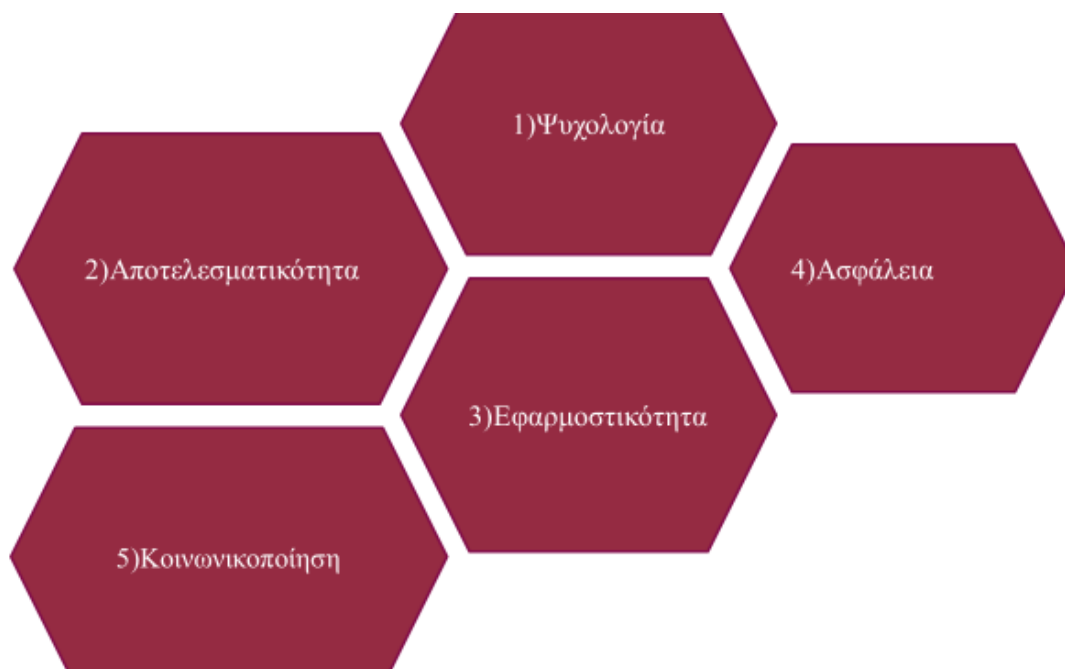 1)Ψυχολογία
2)Αποτελεσματικότητα
4)Ασφάλεια
3)Εφαρμοστικότητα
5)Κοινωνικοποίηση